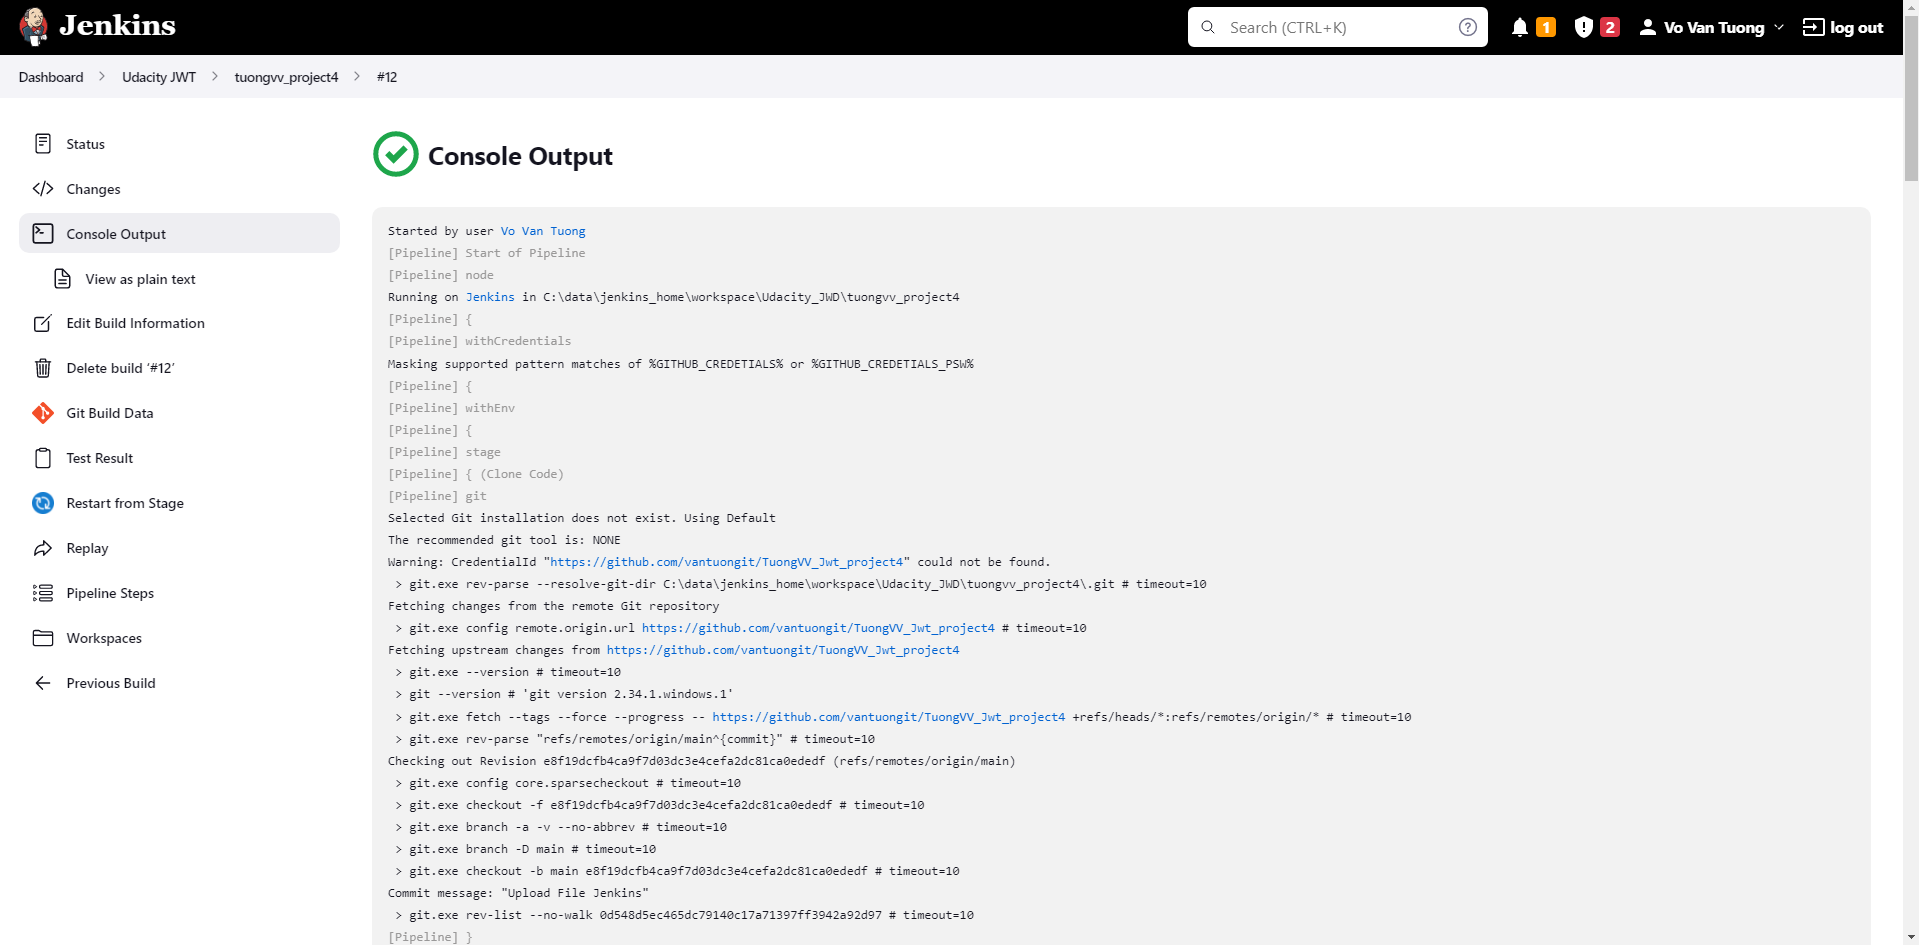 Jenkins
Search (CTRL+K)
1
2
Vo Van Tuong
log out
Dashboard
Udacity JWT
tuongvv_project4
#12
Status
Changes
Console Output
View as plain text
Edit Build Information
Delete build ‘#12’
Git Build Data
Test Result
Restart from Stage
Replay
Pipeline Steps
Workspaces
Previous Build
Console Output
Started by user Vo Van Tuong
[Pipeline] Start of Pipeline
[Pipeline] node
Running on Jenkins in C:\data\jenkins_home\workspace\Udacity_JWD\tuongvv_project4
[Pipeline] {
[Pipeline] withCredentials
Masking supported pattern matches of %GITHUB_CREDETIALS% or %GITHUB_CREDETIALS_PSW%
[Pipeline] {
[Pipeline] withEnv
[Pipeline] {
[Pipeline] stage
[Pipeline] { (Clone Code)
[Pipeline] git
Selected Git installation does not exist. Using Default
The recommended git tool is: NONE
Warning: CredentialId "https://github.com/vantuongit/TuongVV_Jwt_project4" could not be found.
> git.exe rev-parse --resolve-git-dir C:\data\jenkins_home\workspace\Udacity_JWD\tuongvv_project4\.git # timeout=10
Fetching changes from the remote Git repository
> git.exe config remote.origin.url https://github.com/vantuongit/TuongVV_Jwt_project4 # timeout=10
Fetching upstream changes from https://github.com/vantuongit/TuongVV_Jwt_project4
> git.exe --version # timeout=10
> git --version # 'git version 2.34.1.windows.1'
> git.exe fetch --tags --force --progress -- https://github.com/vantuongit/TuongVV_Jwt_project4 +refs/heads/*:refs/remotes/origin/* # timeout=10
> git.exe rev-parse "refs/remotes/origin/main^{commit}" # timeout=10
Checking out Revision e8f19dcfb4ca9f7d03dc3e4cefa2dc81ca0ededf (refs/remotes/origin/main)
> git.exe config core.sparsecheckout # timeout=10
> git.exe checkout -f e8f19dcfb4ca9f7d03dc3e4cefa2dc81ca0ededf # timeout=10
> git.exe branch -a -v --no-abbrev # timeout=10
> git.exe branch -D main # timeout=10
> git.exe checkout -b main e8f19dcfb4ca9f7d03dc3e4cefa2dc81ca0ededf # timeout=10
Commit message: "Upload File Jenkins"
> git.exe rev-list --no-walk 0d548d5ec465dc79140c17a71397ff3942a92d97 # timeout=10
[Pipeline] }